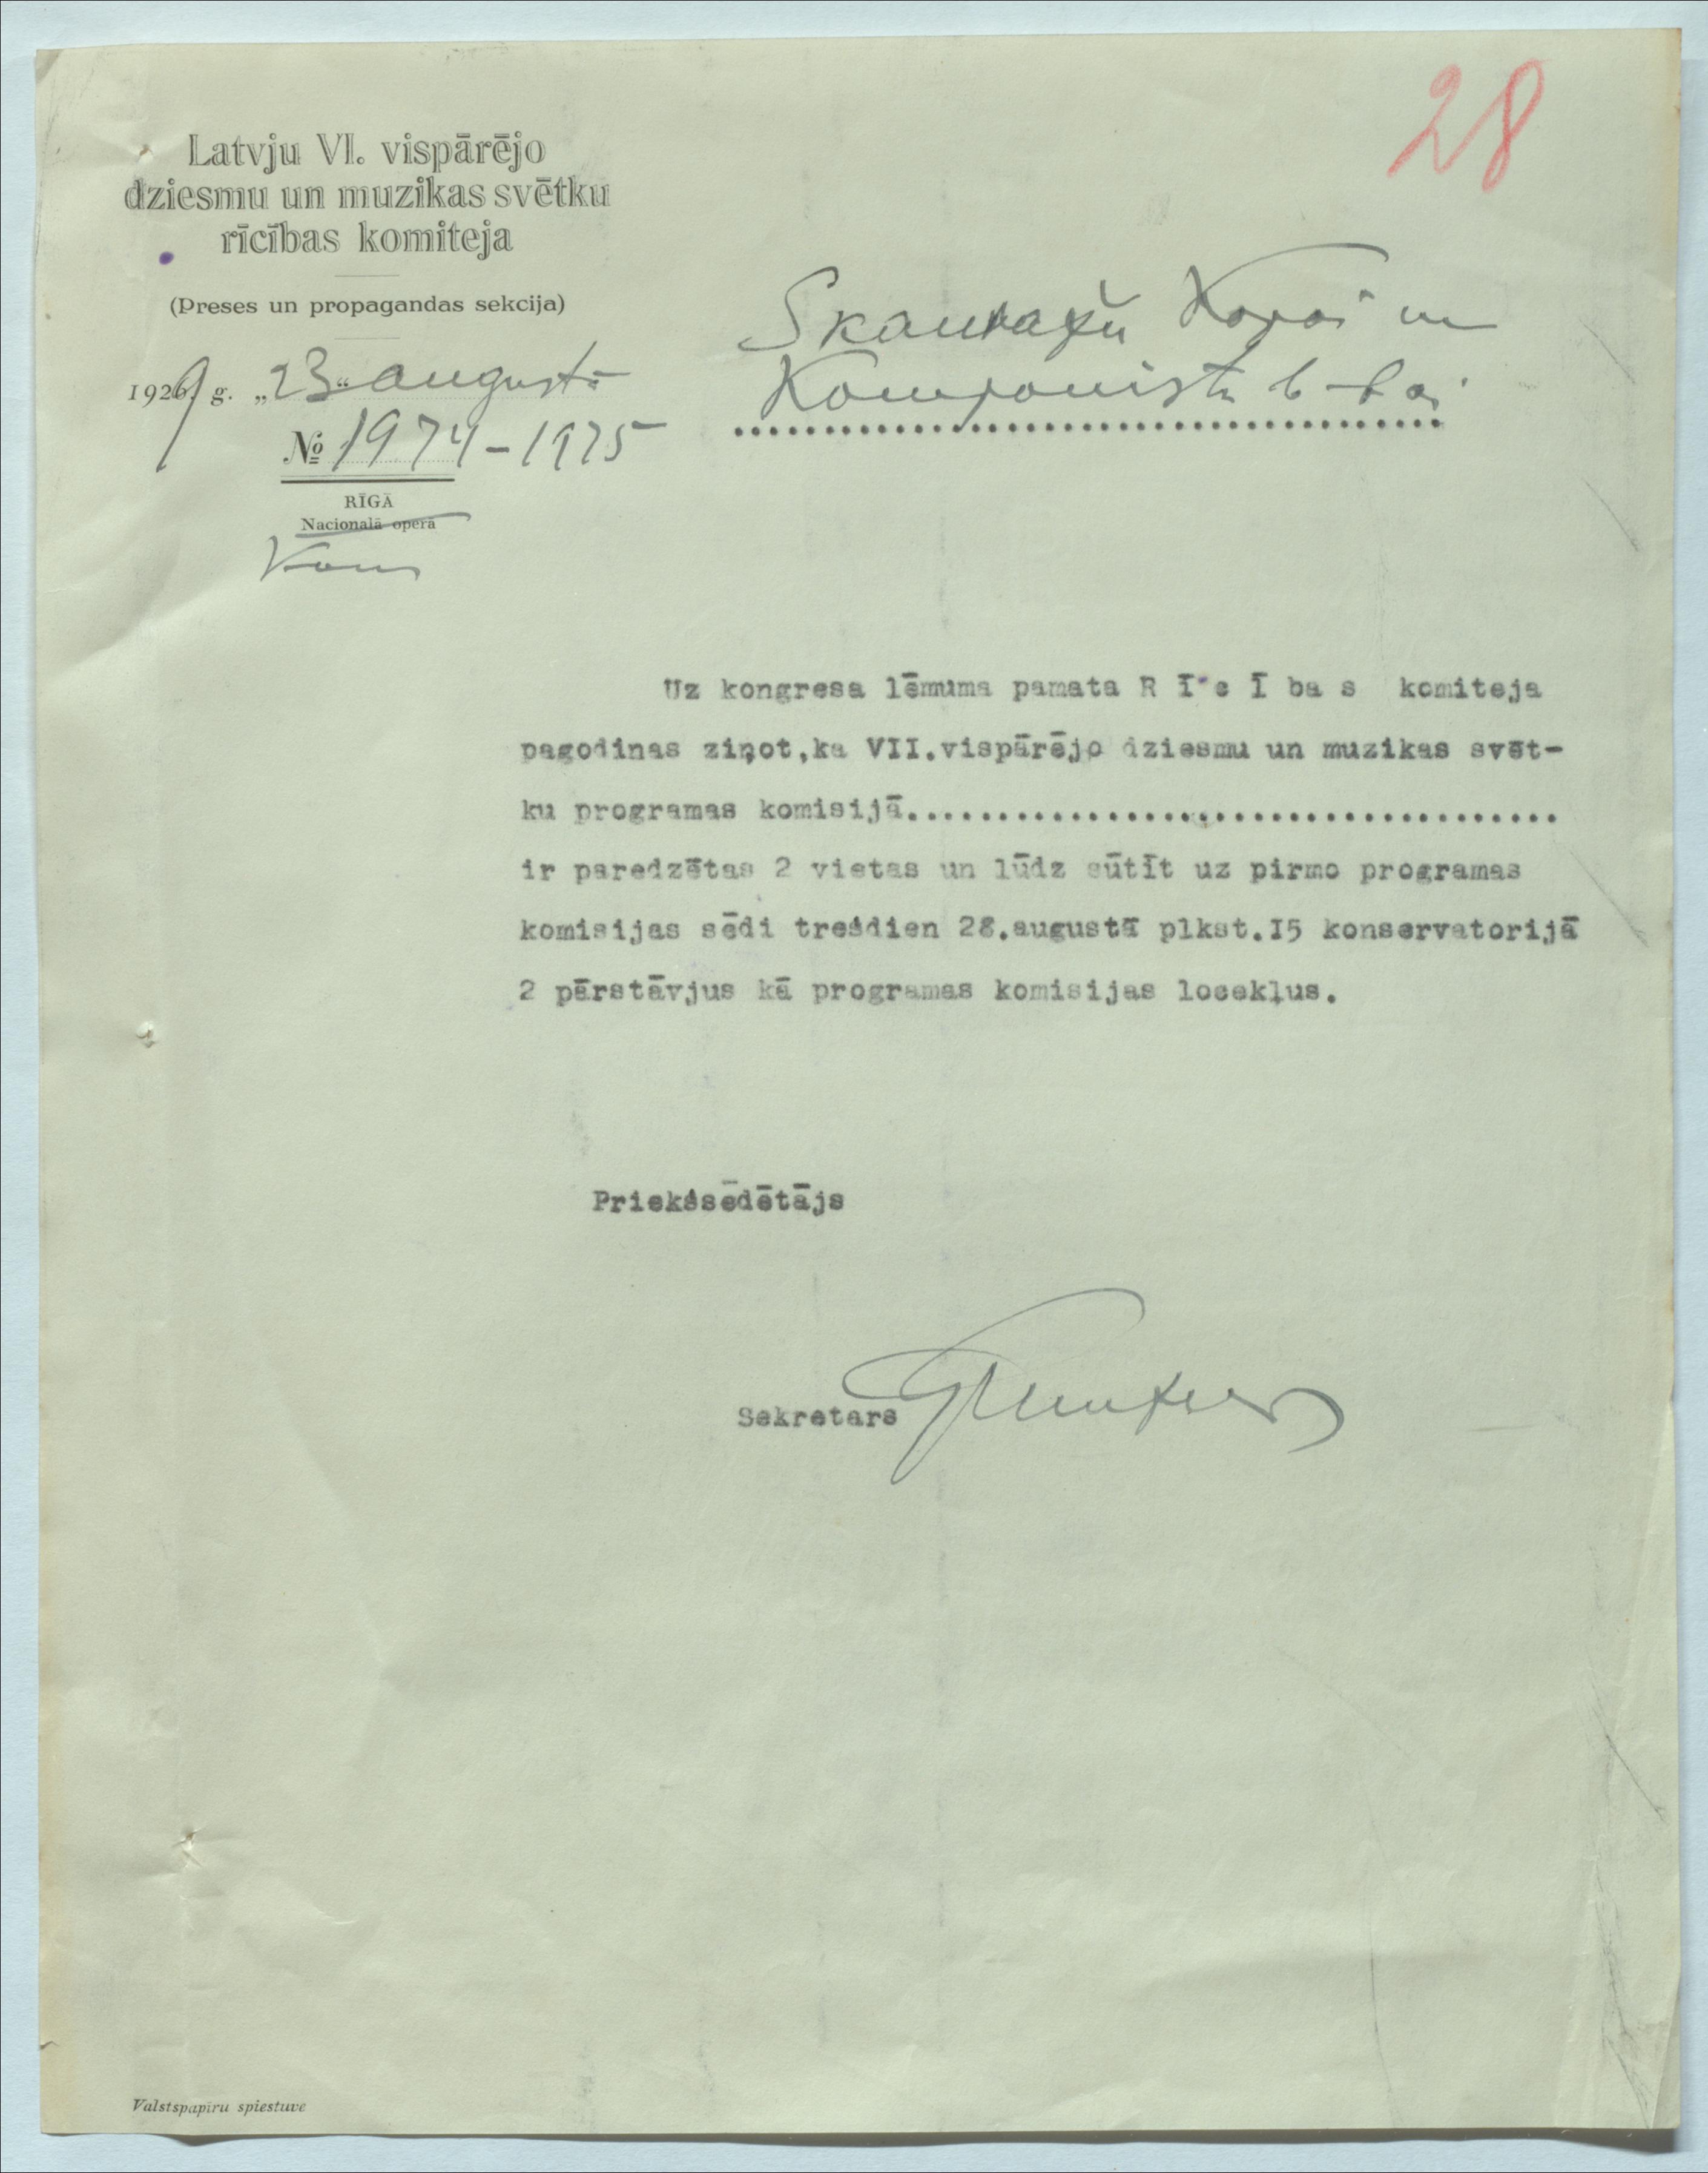 28
Latvju VI. vispārējo
dziesmu un muzikas svētku
rīcības komiteja
(Preses un propagandas sekcija)
1929 g. „23“ augustā
№ 1974-1975
RĪGĀ
Nacionalā operā
Kons
Skaņražu Kopai un
Komponistu b-bai
Uz kongresa lēmuma pamata R Ī c Ī ba s komiteja
pagodinas ziņot,ka VII.vispārējo dziesmu un muzikas svēt-
ku programas komisijā....................................
ir paredzētas 2 vietas un lūdz sūtīt uz pirmo programas
komisijas sēdi trešdien 28.augustā plkst.I5 konservatorijā
2 pārstāvjus kā programas komisijas locekļus.
Priekšsēdētājs
Sekretars
Valstspapīru spiestuve